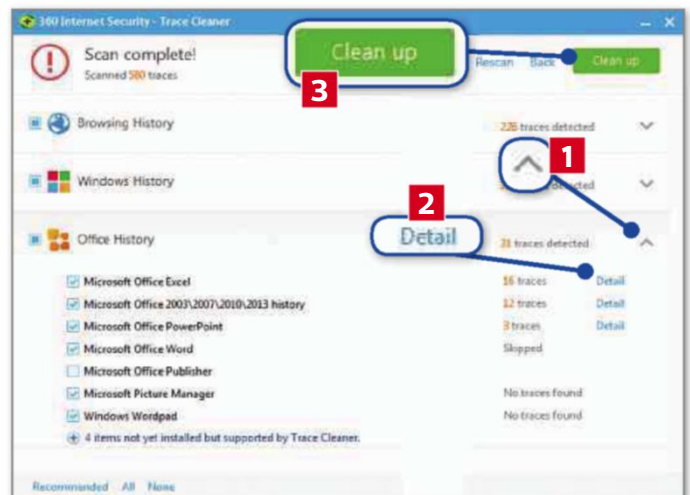 360 Internet Security - Trace Cleaner
Scan complete!
Scanned 580 traces
Clean up
3
Rescan Back Clean up
Browsing History
226 traces detected
1
Windows History
detected
2
Detail
Office History
31 traces detected
Microsoft Office Excel
16 traces Detail
Microsoft Office 2003\2007\2010\2013 history
12 traces Detail
Microsoft Office PowerPoint
3 traces Detail
Microsoft Office Word
Skipped
Microsoft Office Publisher
Microsoft Picture Manager
No traces found
Windows Wordpad
No traces found
4 items not yet installed but supported by Trace Cleaner.
Recommended All None